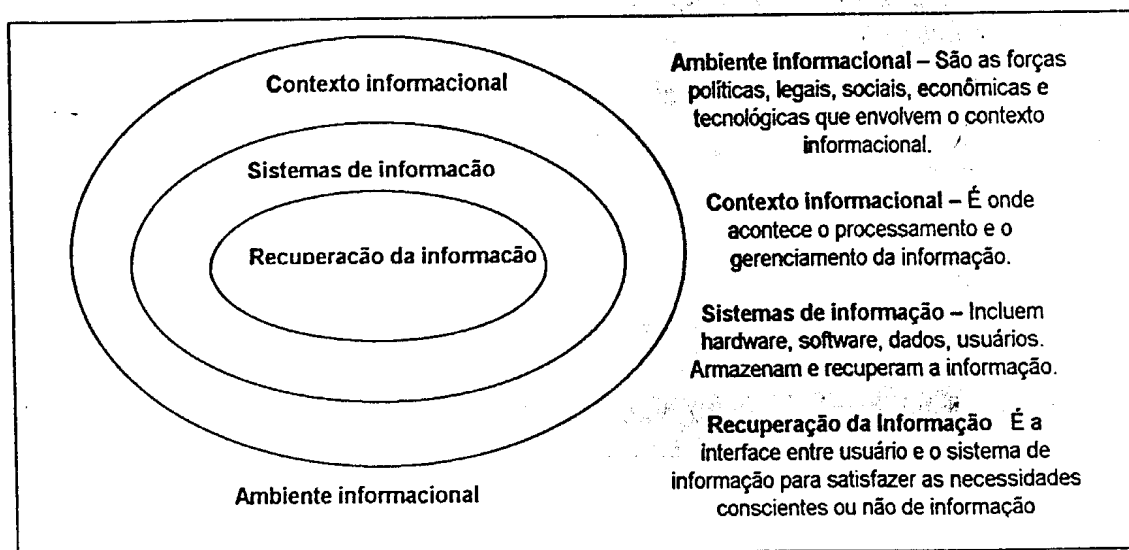 Contexto informacional
Sistemas de informacão
Recuperacão da informacão
Ambiente informacional
Ambiente informacional – São as forças
políticas, legais, sociais, econômicas e
tecnológicas que envolvem o contexto
informacional.
Contexto informacional – É onde
acontece o processamento e o
gerenciamento da informação.
Sistemas de informação – Incluem
hardware, software, dados, usuários.
Armazenam e recuperam a informação.
Recuperação da Informação É a
interface entre usuário e o sistema de
informação para satisfazer as necessidades
conscientes ou não de informação